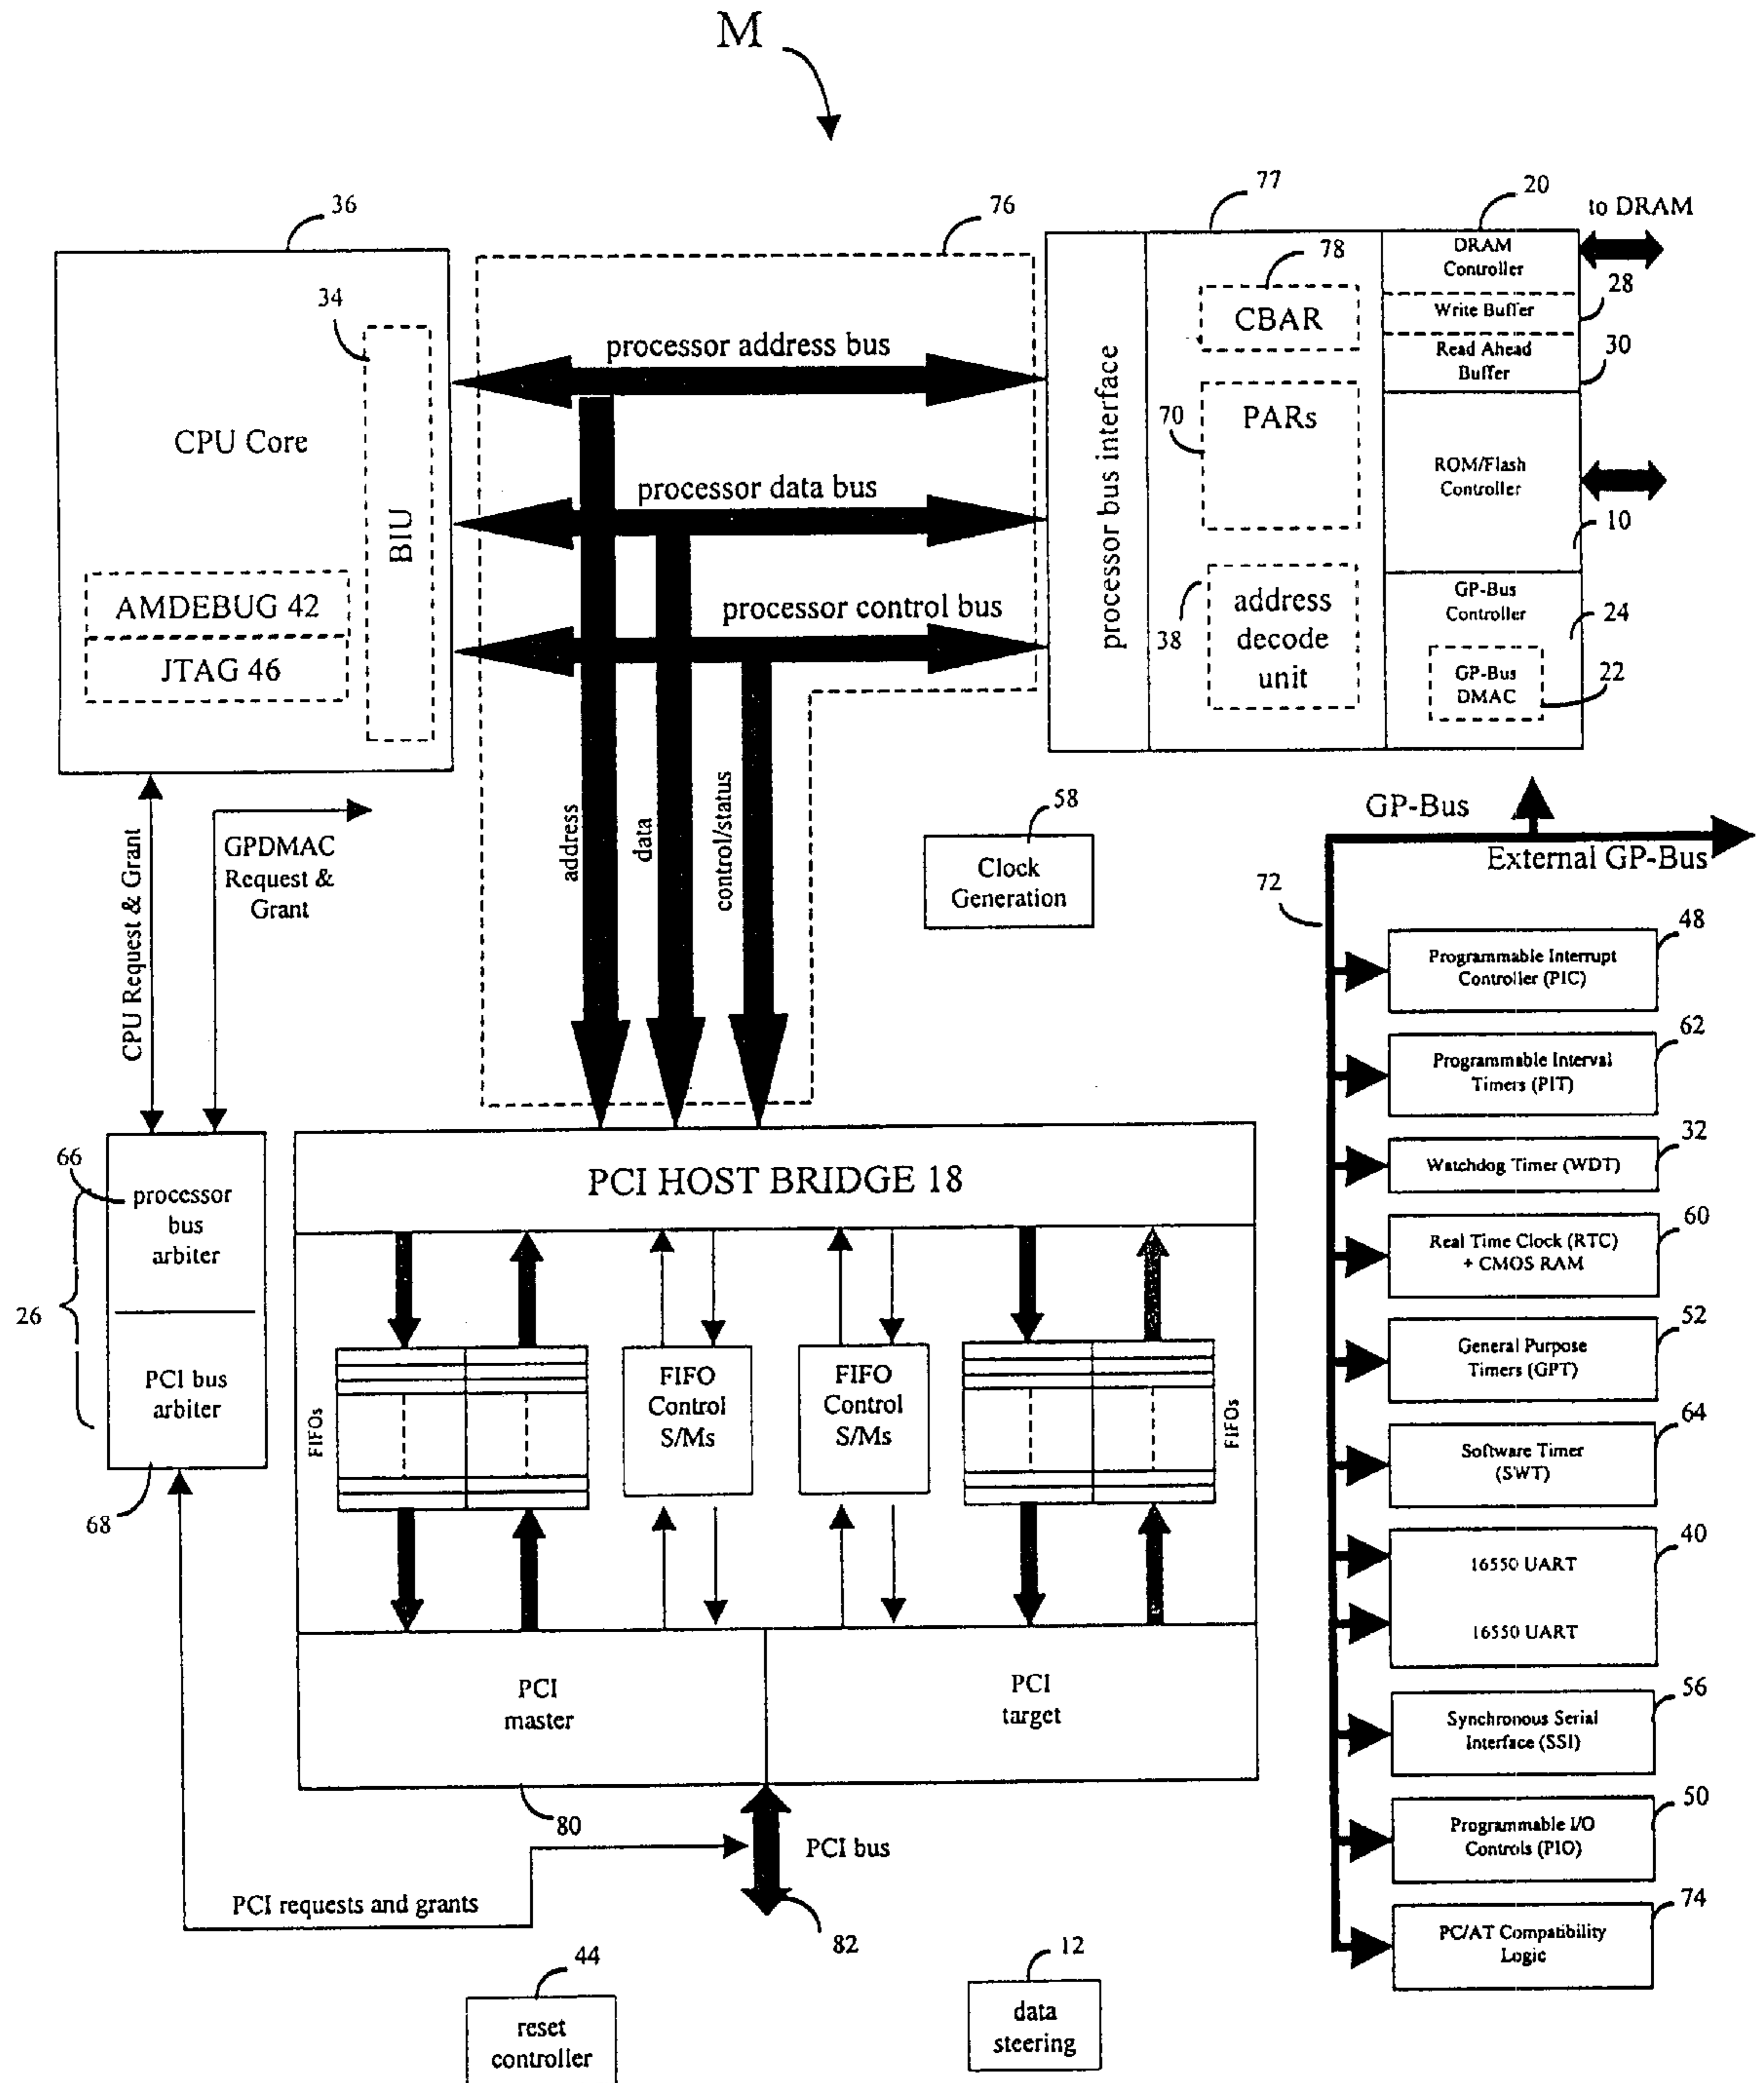 M
36
34
CPU Core
BIU
AMDEBUG 42
JTAG 46
76
processor address bus
processor data bus
processor control bus
address
data
control/status
77
processor bus interface
78
CBAR
70
PARs
38
address
decode
unit
20
to DRAM
DRAM
Controller
28
Write Buffer
30
Read Ahead
Buffer
ROM/Flash
Controller
10
GP-Bus
Controller
24
GP-Bus
DMAC
22
CPU Request & Grant
GPDMAC
Request &
Grant
58
Clock
Generation
GP-Bus
External GP-Bus
72
48
Programmable Interrupt
Controller (PIC)
62
Programmable Interval
Timers (PIT)
32
Watchdog Timer (WDT)
60
Real Time Clock (RTC)
+ CMOS RAM
52
General Purpose
Timers (GPT)
64
Software Timer
(SWT)
40
16550 UART
16550 UART
56
Synchronous Serial
Interface (SSI)
50
Programmable I/O
Controls (PIO)
74
PC/AT Compatibility
Logic
66
processor
bus
arbiter
26
PCI bus
arbiter
68
PCI HOST BRIDGE 18
FIFOs
FIFO
Control
S/Ms
FIFO
Control
S/Ms
FIFOs
PCI
master
PCI
target
80
PCI bus
PCI requests and grants
82
44
reset
controller
12
data
steering